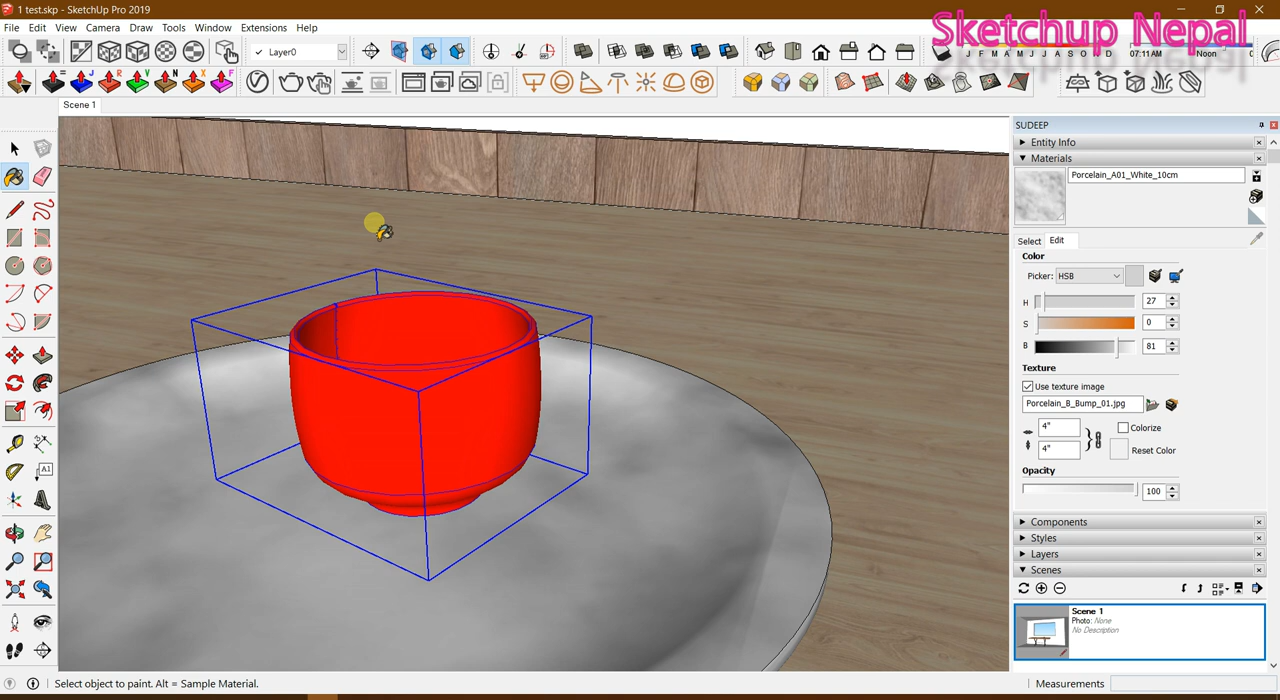 1 test.skp - SketchUp Pro 2019
File Edit View Camera Draw Tools Window Extensions Help
Sketchup Nepal
Layer0
J F M A M J J A S O N D 07:11AM Noon
Scene 1
SUDEEP
Entity Info
Materials
Porcelain_A01_White_10cm
Select Edit
Color
Picker: HSB
H 27
S 0
B 81
Texture
Use texture image
Porcelain_B_Bump_01.jpg
4" Colorize
4" Reset Color
Opacity
100
Components
Styles
Layers
Scenes
Scene 1
Photo: None
No Description
A1
Select object to paint. Alt = Sample Material.
Measurements